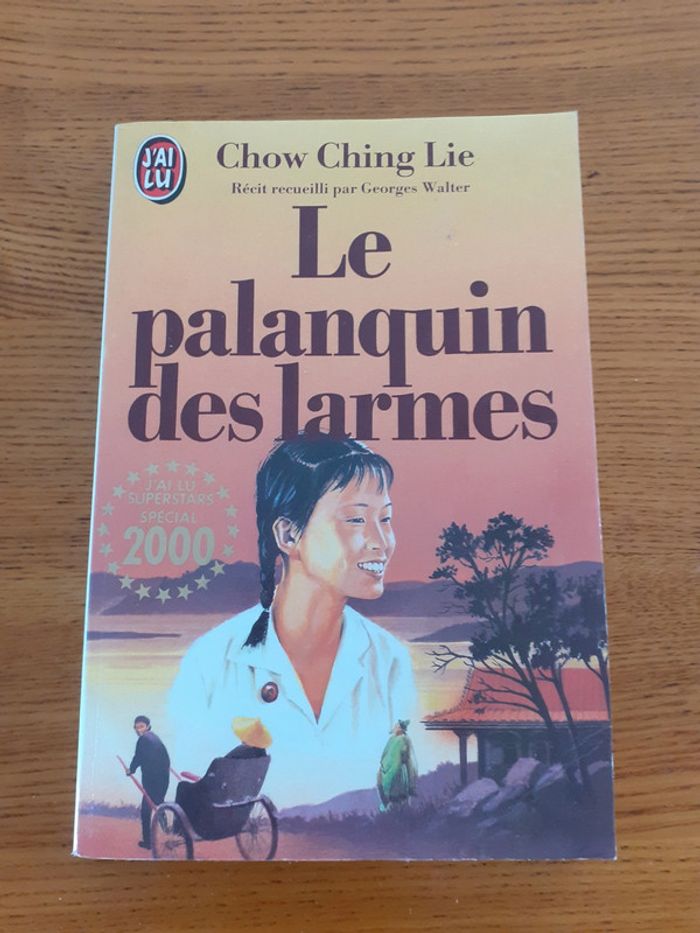 J'AI
LU
Chow Ching Lie
Récit recueilli par Georges Walter
Le
palanquin
des larmes
J'AI LU
SUPERSTARS
SPÉCIAL
2000